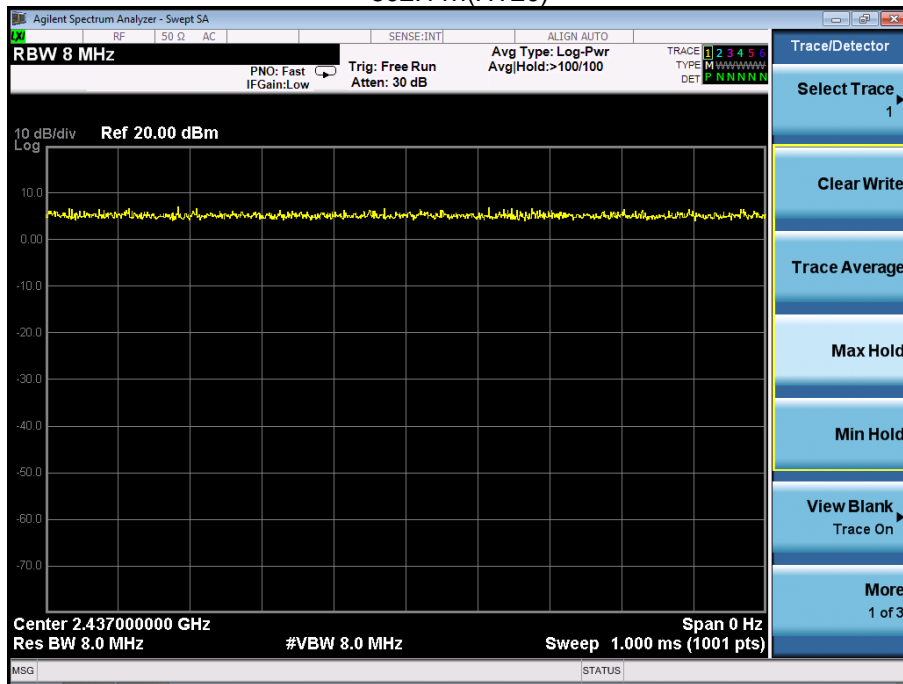 Agilent Spectrum Analyzer - Swept SA
LXI RF 50 Ω AC SENSE:INT ALIGN AUTO
RBW 8 MHz
PNO: Fast
IFGain:Low
Trig: Free Run
Atten: 30 dB
Avg Type: Log-Pwr
Avg|Hold:>100/100
TRACE 1 2 3 4 5 6
TYPE M WWWWW
DET P N N N N N
10 dB/div Ref 20.00 dBm
Log
10.0
0.00
-10.0
-20.0
-30.0
-40.0
-50.0
-60.0
-70.0
Center 2.437000000 GHz Span 0 Hz
Res BW 8.0 MHz #VBW 8.0 MHz Sweep 1.000 ms (1001 pts)
MSG STATUS
Trace/Detector
Select Trace
1
Clear Write
Trace Average
Max Hold
Min Hold
View Blank
Trace On
More
1 of 3